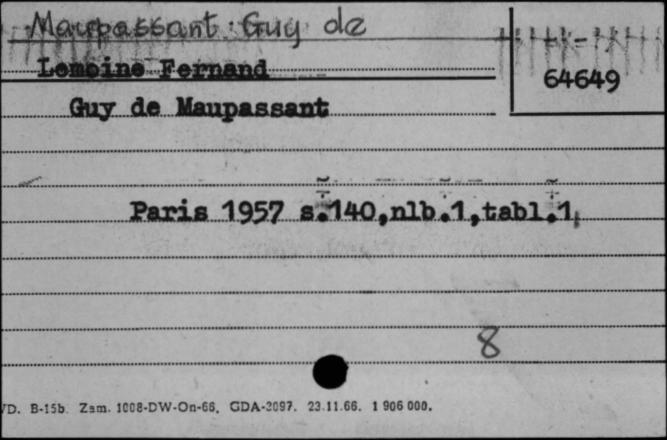 Maupassant Guy de
Lemoine Fernand
64649
Guy de Maupassant
Paris 1957 s.140,nlb.1,tabl.1,
8
D. B-15b. Zam. 1008-DW-On-66. GDA-3097. 23.11.66. 1 906 000.